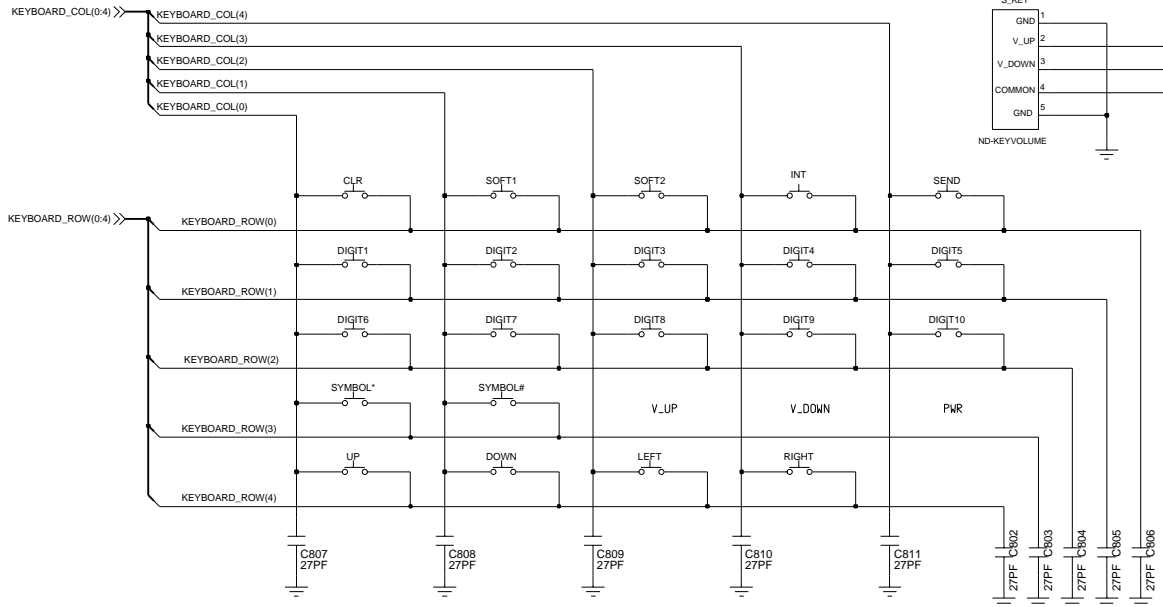 S_KEY
KEYBOARD_COL(0:4)
KEYBOARD_COL(4)
KEYBOARD_COL(3)
KEYBOARD_COL(2)
KEYBOARD_COL(1)
KEYBOARD_COL(0)
GND 1
V_UP 2
V_DOWN 3
COMMON 4
GND 5
ND-KEYVOLUME
CLR SOFT1 SOFT2 INT SEND
KEYBOARD_ROW(0:4)
KEYBOARD_ROW(0)
DIGIT1 DIGIT2 DIGIT3 DIGIT4 DIGIT5
KEYBOARD_ROW(1)
DIGIT6 DIGIT7 DIGIT8 DIGIT9 DIGIT10
KEYBOARD_ROW(2)
SYMBOL* SYMBOL#
V_UP V_DOWN PWR
KEYBOARD_ROW(3)
UP DOWN LEFT RIGHT
KEYBOARD_ROW(4)
C807
27PF
C808
27PF
C809
27PF
C810
27PF
C811
27PF
27PF C802
27PF C803
27PF C804
27PF C805
27PF C806